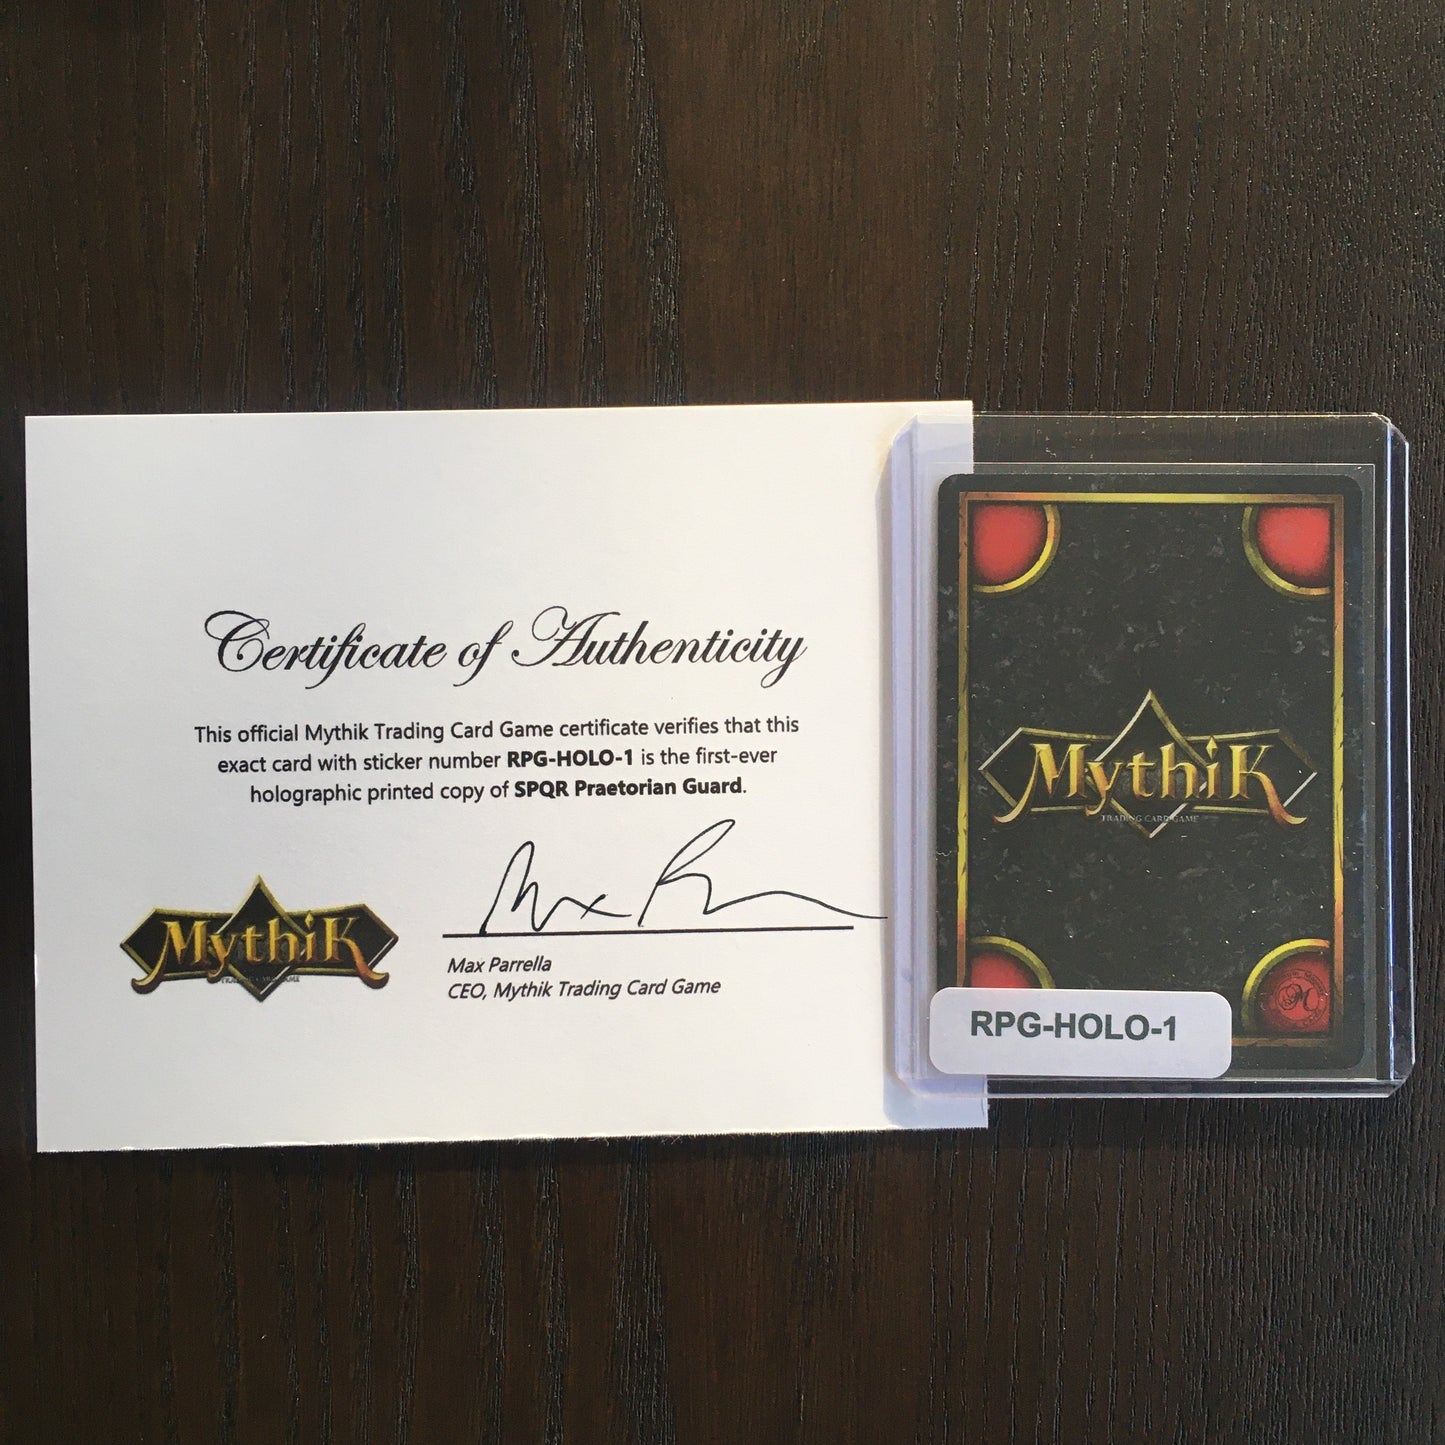 Certificate of Authenticity
This official Mythik Trading Card Game certificate verifies that this
exact card with sticker number RPG-HOLO-1 is the first-ever
holographic printed copy of SPQR Praetorian Guard.
Mythik
Max Parrella
CEO, Mythik Trading Card Game
Mythik
TRADING CARD GAME
RPG-HOLO-1